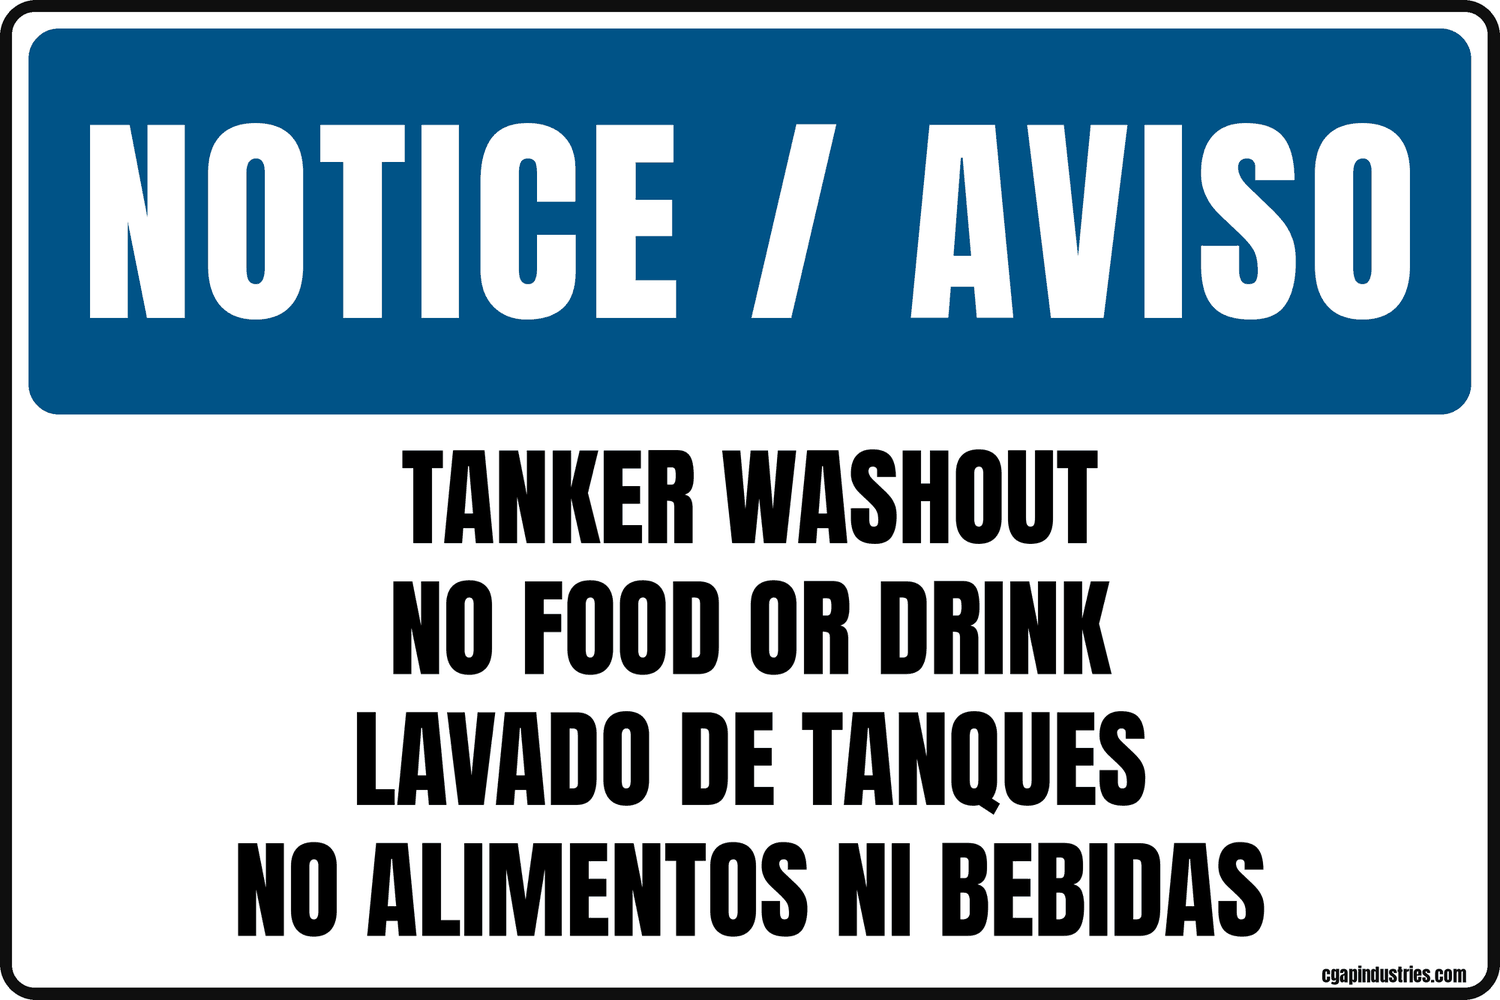 NOTICE / AVISO
TANKER WASHOUT
NO FOOD OR DRINK
LAVADO DE TANQUES
NO ALIMENTOS NI BEBIDAS
cgapindustries.com